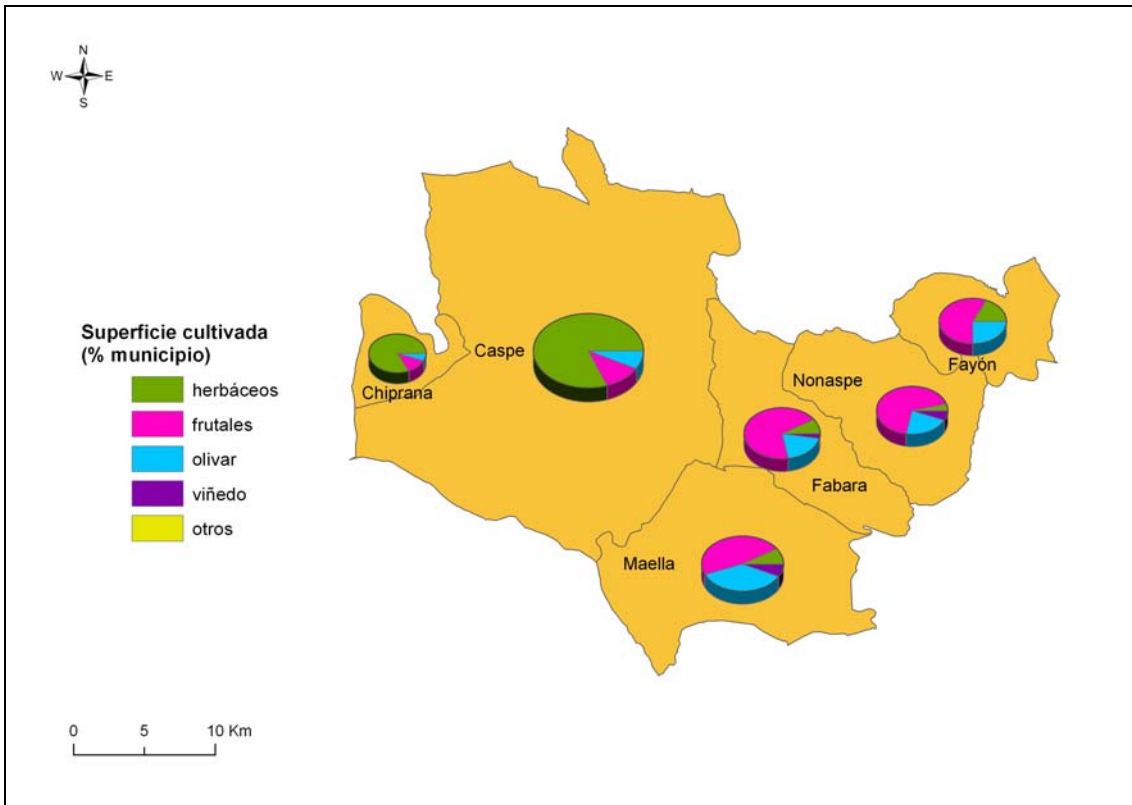 N
W E
S
Superficie cultivada
(% municipio)
herbáceos
frutales
olivar
viñedo
otros
Caspe
Chiprana
Fayón
Nonaspe
Fabara
Maella
0 5 10 Km